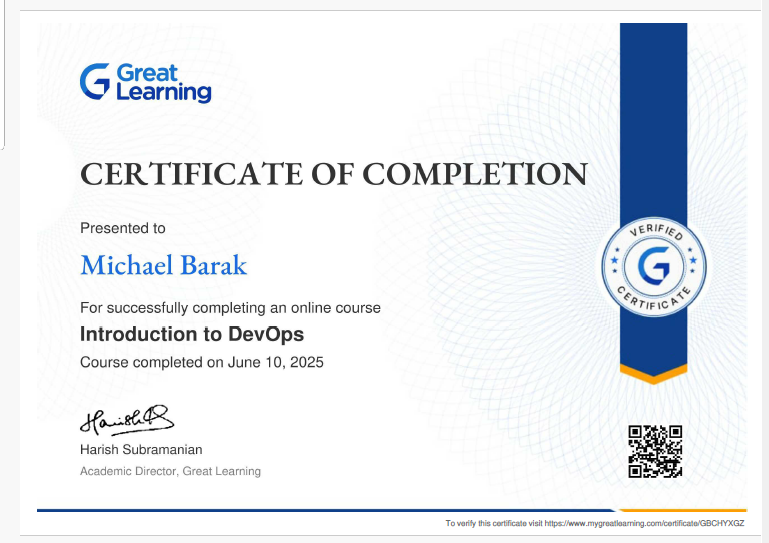 Great
Learning
CERTIFICATE OF COMPLETION
Presented to
Michael Barak
For successfully completing an online course
Introduction to DevOps
Course completed on June 10, 2025
VERIFIED
CERTIFICATE
Harish Subramanian
Academic Director, Great Learning
To verify this certificate visit https://www.mygreatlearning.com/certificate/GBCHYXGZ